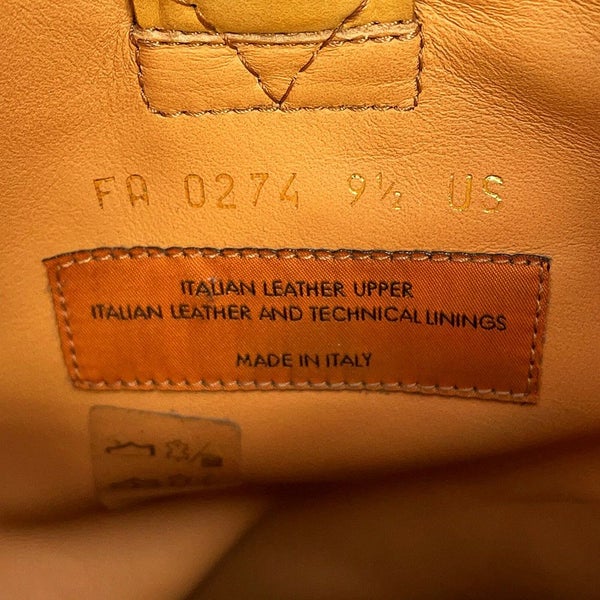 FA 0274 9½ US
ITALIAN LEATHER UPPER
ITALIAN LEATHER AND TECHNICAL LININGS
MADE IN ITALY